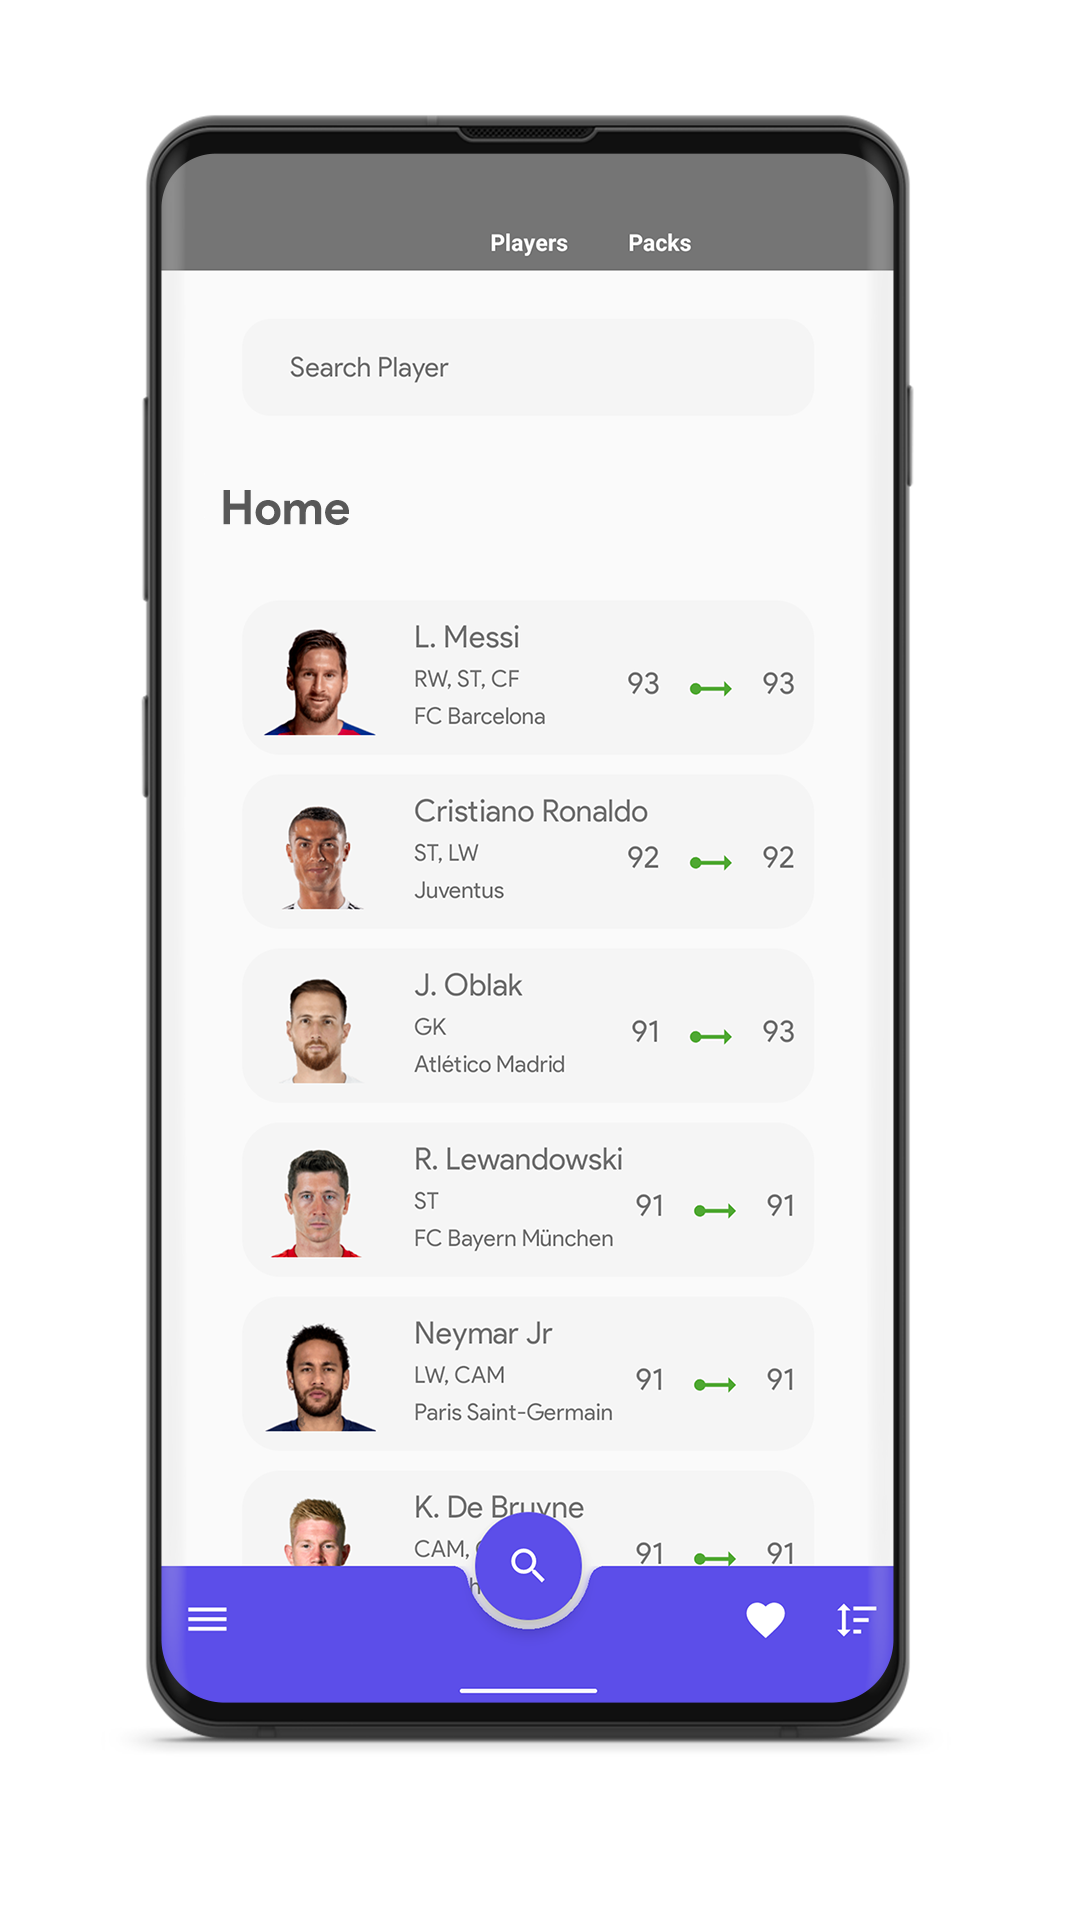 Players Packs
Search Player
Home
L. Messi
RW, ST, CF
93 93
FC Barcelona
Cristiano Ronaldo
ST, LW
92 92
Juventus
J. Oblak
GK
91 93
Atlético Madrid
R. Lewandowski
ST
91 91
FC Bayern München
Neymar Jr
LW, CAM
91 91
Paris Saint-Germain
K. De Bruyne
CAM,
91 91